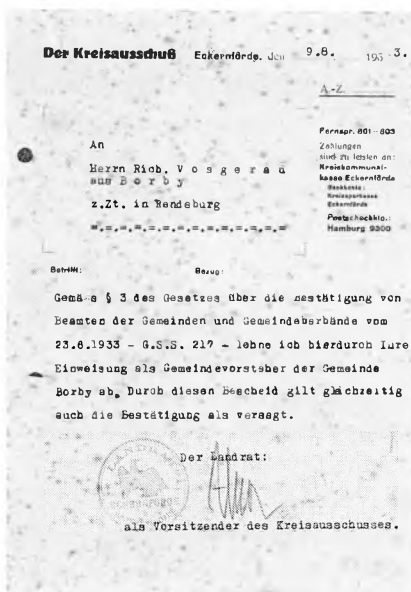 Der Kreisausschuß Eckernförde, den 9.8. 193 3.
A.-Z.
Fernspr. 801-803
Zahlungen
sind zu leisten an:
Kreiskommunal-
kasse Eckernförde
Bankkonto:
Kreissparkasse
Eckernförde
Postscheckkto.:
Hamburg 9300
An
Herrn Rich. V o s g e r a u
aus B o r b y
z.Zt. in Rendsburg
=.=.=.=.=.=.=.=.=.=.=.=.=.=
Betrifft: Bezug:
Gemäss § 3 des Gesetzes über die Bestätigung von
Beamten der Gemeinden und Gemeindeverbände vom
23.6.1933 - G.S.S. 217 - lehne ich hierdurch Ihre
Einweisung als Gemeindevorsteher der Gemeinde
Borby ab. Durch diesen Bescheid gilt gleichzeitig
auch die Bestätigung als versagt.
Der Landrat:
als Vorsitzender des Kreisausschusses.